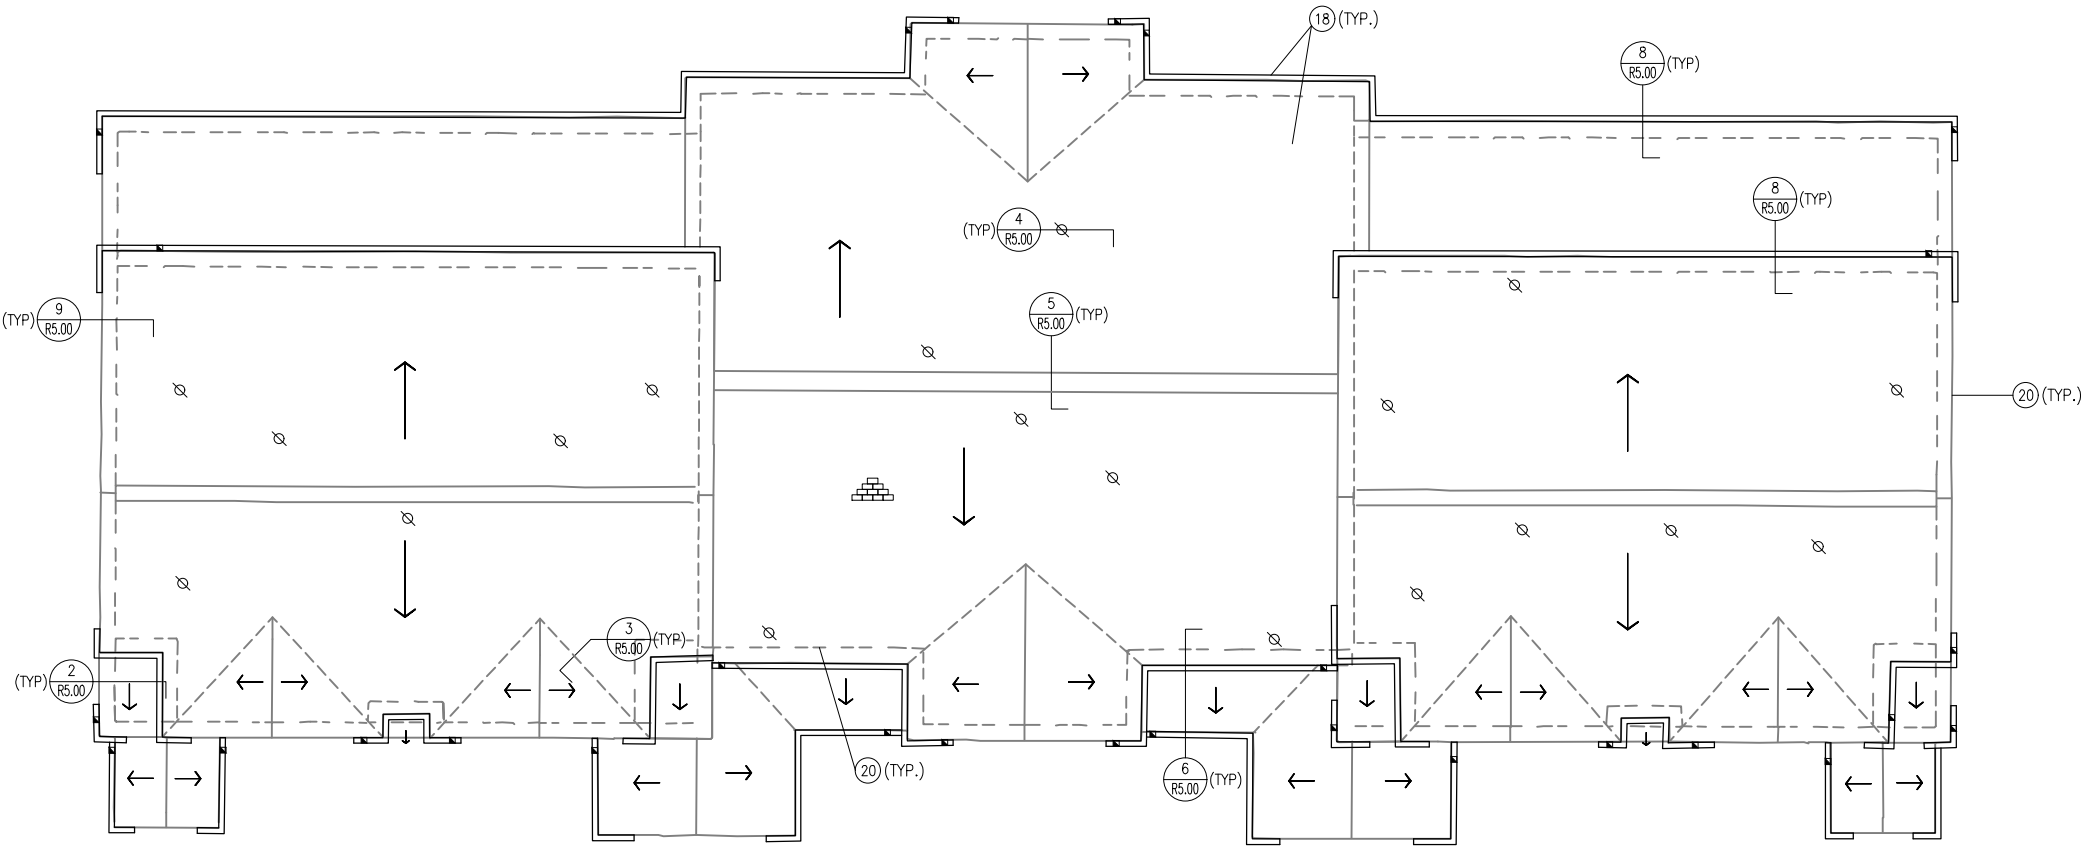 18 (TYP.)
8
R5.00 (TYP)
8
R5.00 (TYP)
(TYP) 4
R5.00
5
R5.00 (TYP)
(TYP) 9
R5.00
20 (TYP.)
3
R5.00 (TYP)
(TYP) 2
R5.00
20 (TYP.)
6
R5.00 (TYP)